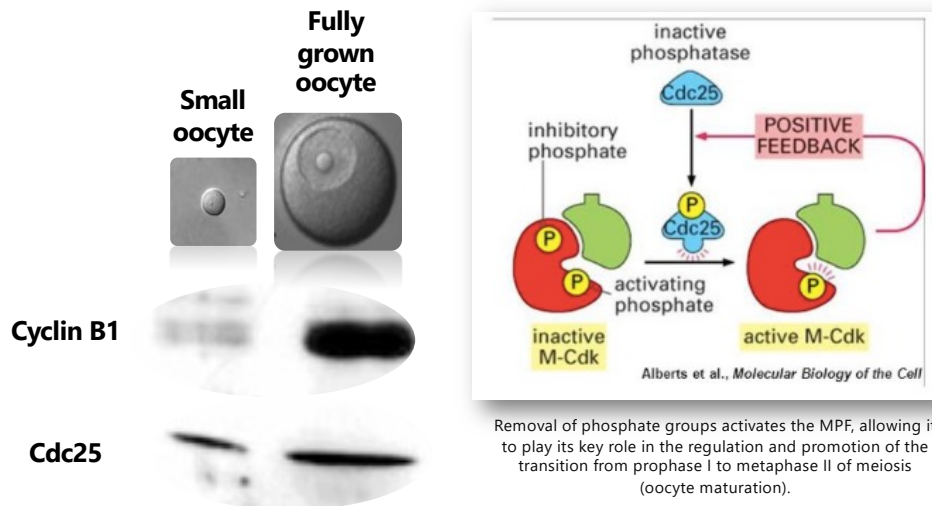 Fully
grown
oocyte
Small
oocyte
Cyclin B1
Cdc25
inactive
phosphatase
Cdc25
POSITIVE
FEEDBACK
inhibitory
phosphate
P
Cdc25
P
P
activating
phosphate
P
inactive
M-Cdk
active M-Cdk
Alberts et al., Molecular Biology of the Cell
Removal of phosphate groups activates the MPF, allowing
to play its key role in the regulation and promotion of the
transition from prophase I to metaphase II of meiosis
(oocyte maturation).